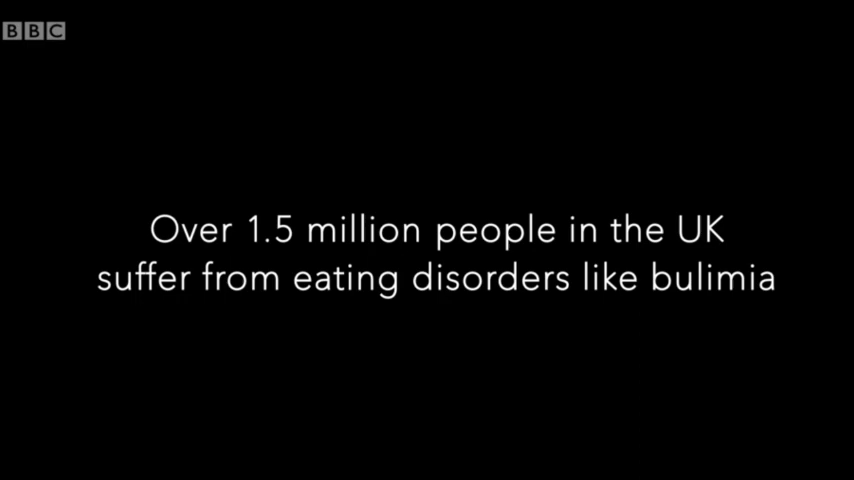 BBC
Over 1.5 million people in the UK
suffer from eating disorders like bulimia